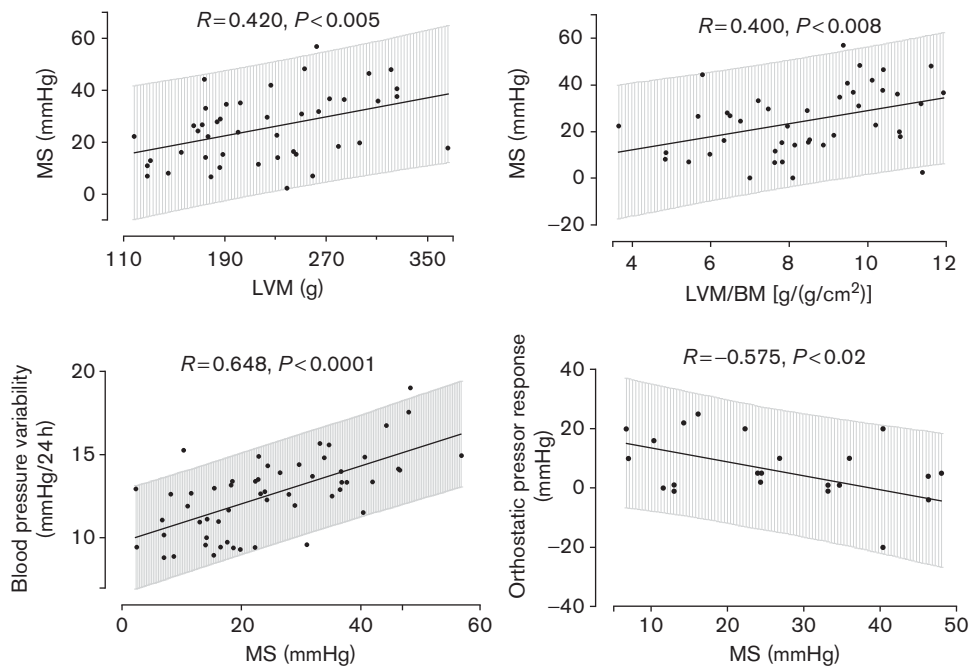 R=0.420, P<0.005
MS (mmHg)
60
40
20
0
110 190 270 350
LVM (g)
R=0.400, P<0.008
MS (mmHg)
60
40
20
0
−20
4 6 8 10 12
LVM/BM [g/(g/cm²)]
R=0.648, P<0.0001
Blood pressure variability
(mmHg/24 h)
20
15
10
0 20 40 60
MS (mmHg)
R=−0.575, P<0.02
Orthostatic pressor response
(mmHg)
40
20
0
−20
−40
10 20 30 40 50
MS (mmHg)